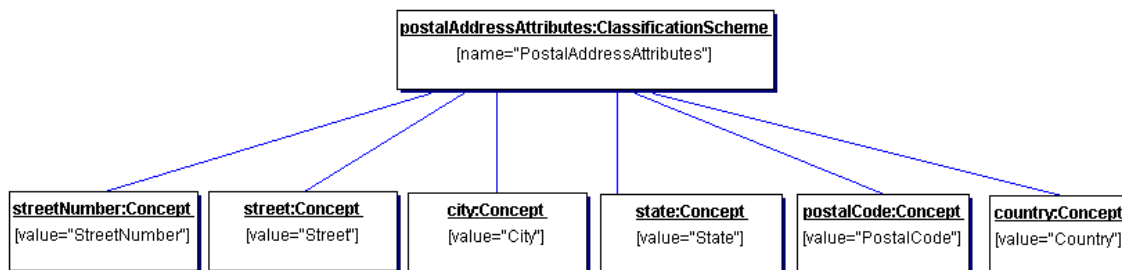 postalAddressAttributes:ClassificationScheme
[name="PostalAddressAttributes"]
streetNumber:Concept
[value="StreetNumber"]
street:Concept
[value="Street"]
city:Concept
[value="City"]
state:Concept
[value="State"]
postalCode:Concept
[value="PostalCode"]
country:Concept
[value="Country"]